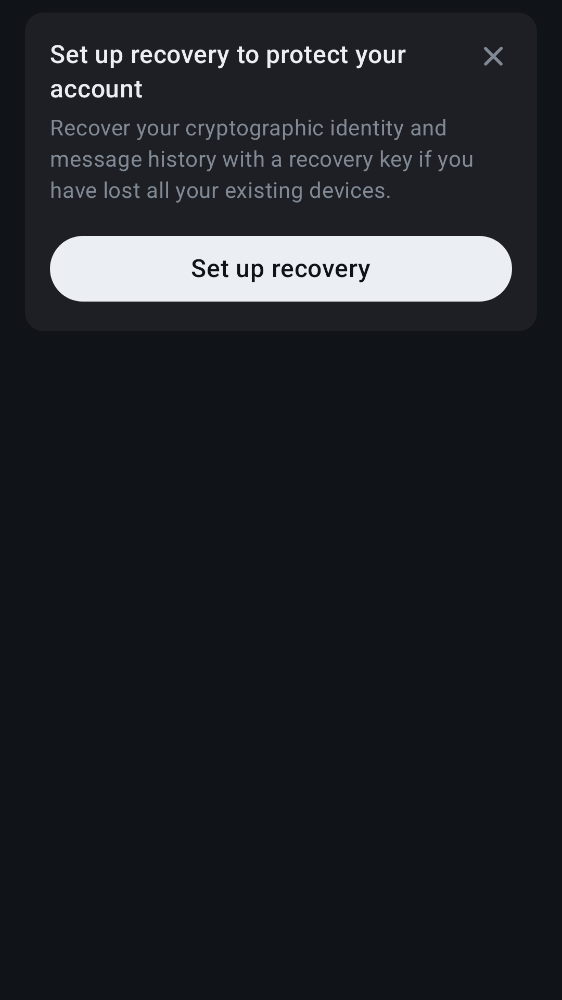 Set up recovery to protect your
account
Recover your cryptographic identity and
message history with a recovery key if you
have lost all your existing devices.
Set up recovery